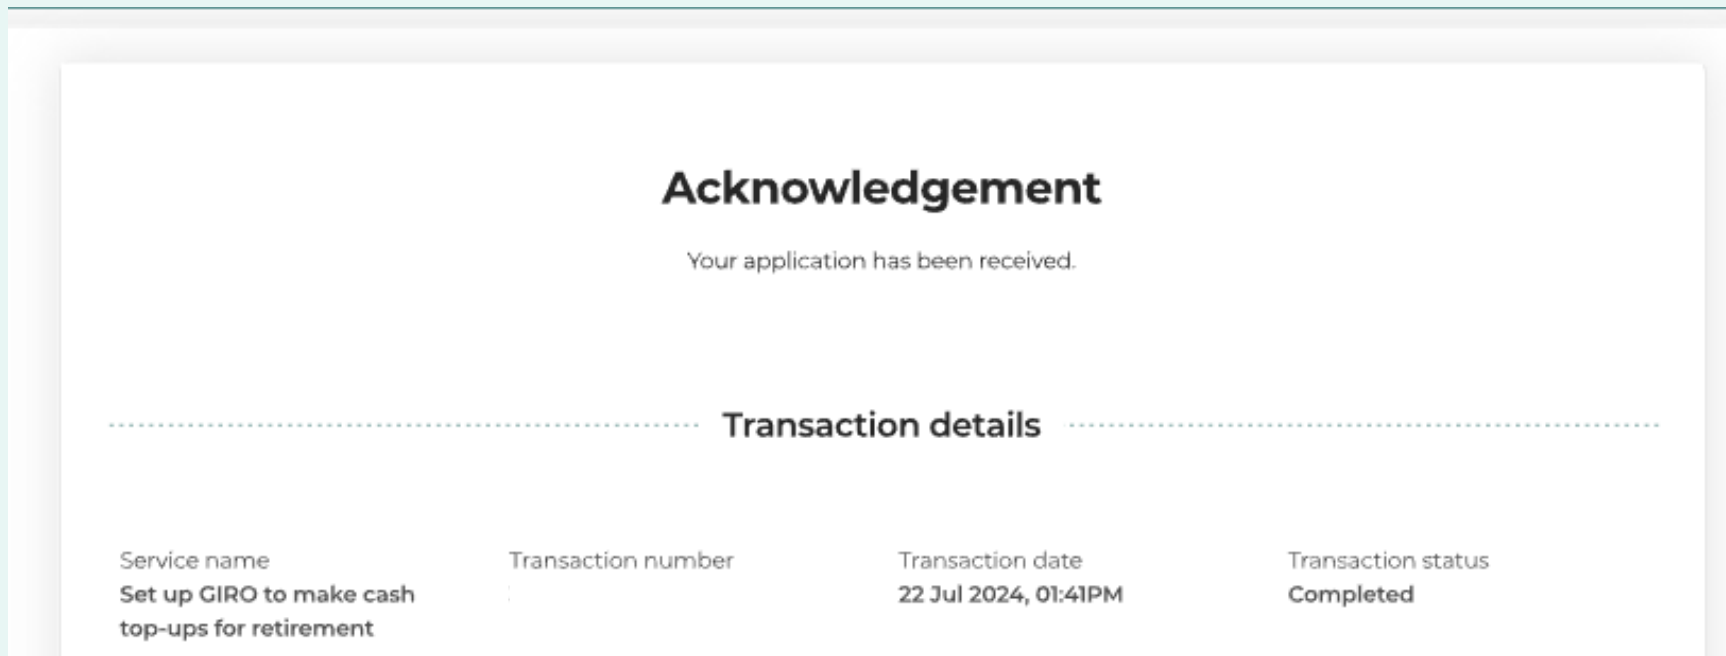 Acknowledgement
Your application has been received.
Transaction details
Service name
Set up GIRO to make cash
top-ups for retirement
Transaction number
Transaction date
22 Jul 2024, 01:41PM
Transaction status
Completed